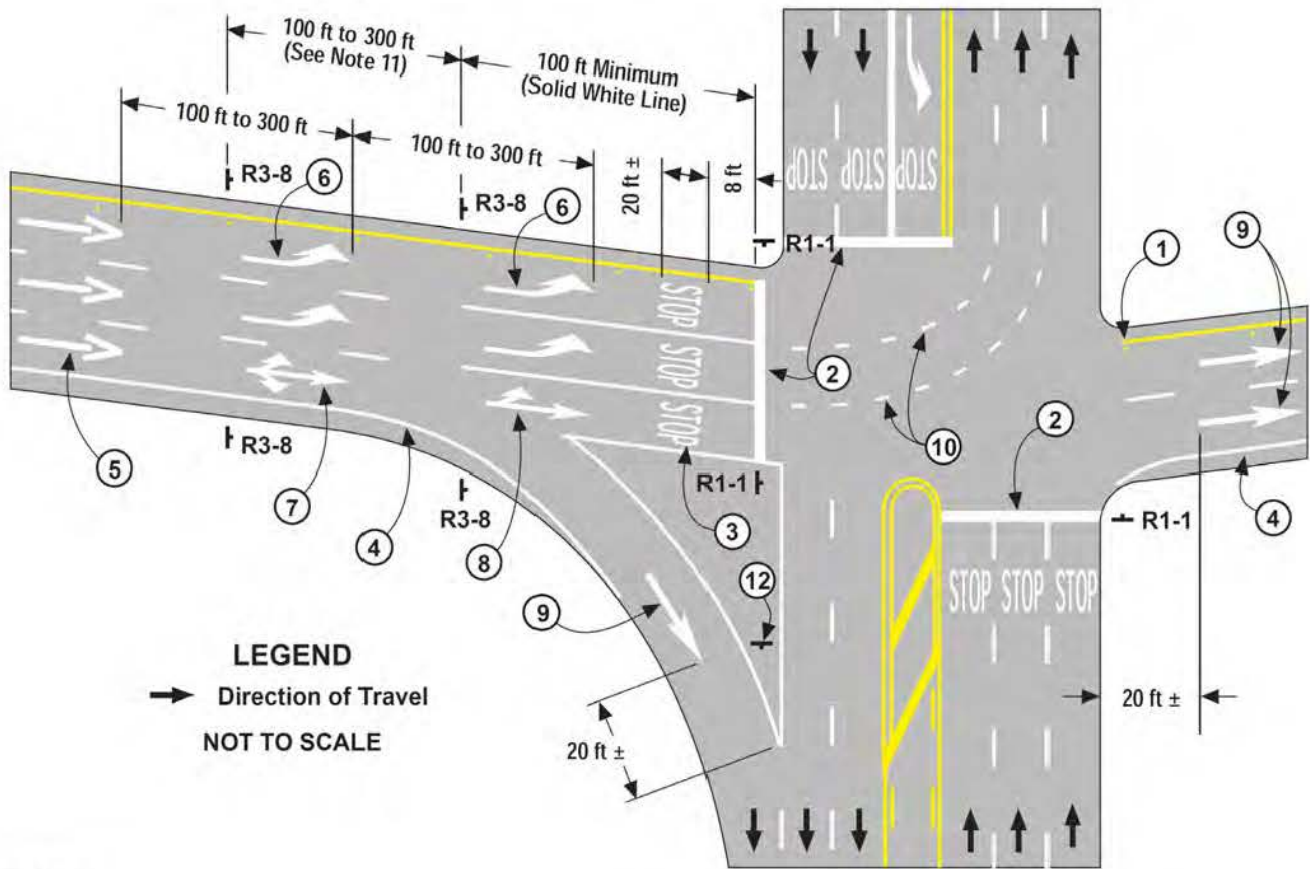 100 ft to 300 ft
(See Note 11)
100 ft Minimum
(Solid White Line)
100 ft to 300 ft
100 ft to 300 ft
20 ft ±
8 ft
R3-8
6
R3-8
6
R1-1
STOP
STOP
STOP
1
9
STOP
STOP
STOP
2
10
2
5
7
4
R3-8
R3-8
8
R1-1
3
R1-1
4
12
STOP STOP STOP
9
20 ft ±
20 ft ±
LEGEND
Direction of Travel
NOT TO SCALE